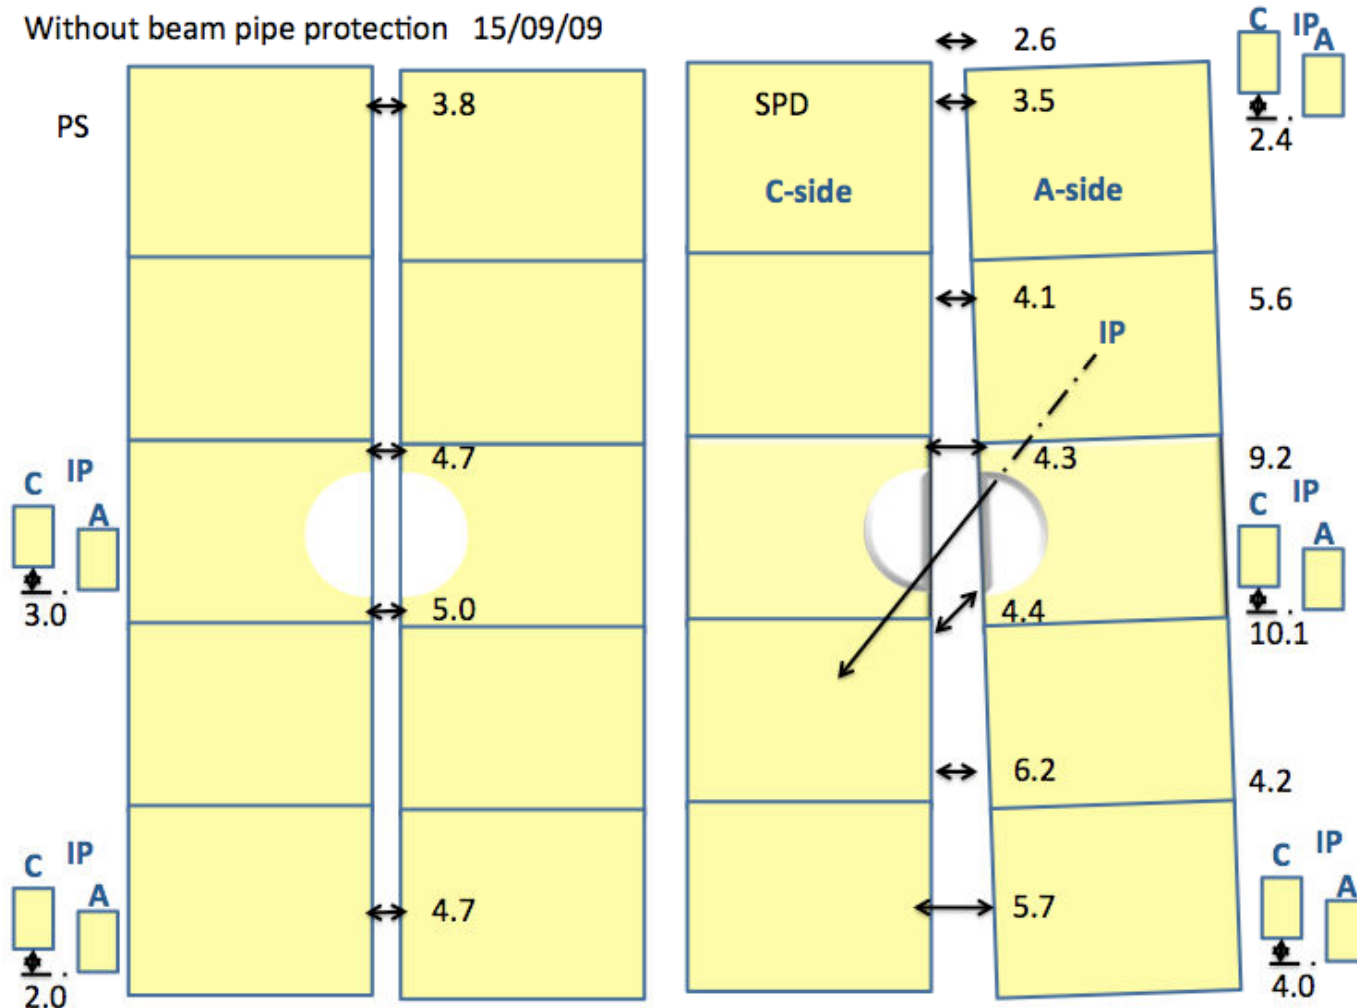 Without beam pipe protection 15/09/09
PS
3.8
4.7
5.0
4.7
C IP
A
3.0
C IP
A
2.0
SPD
C-side
A-side
2.6
3.5
4.1
IP
4.3
4.4
6.2
5.7
C IP
A
2.4
5.6
9.2
C IP
A
10.1
4.2
C IP
A
4.0